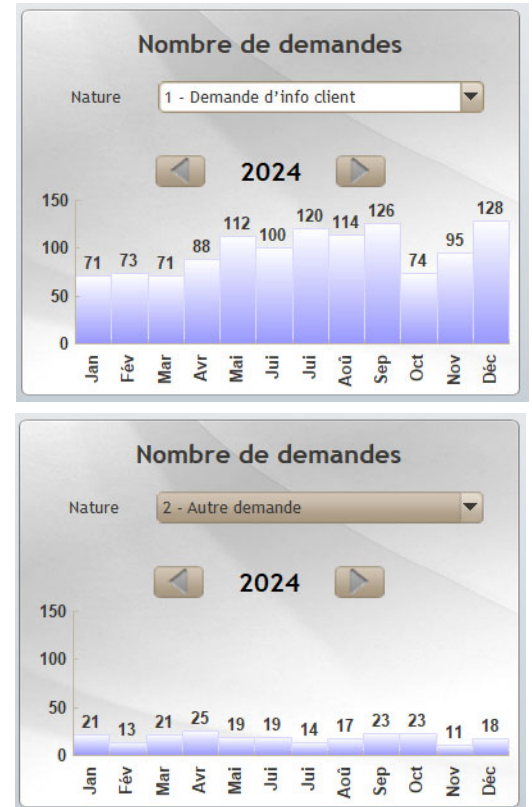 Nombre de demandes
Nature 1 - Demande d'info client
2024
150
100
50
0
71 73 71 88 112 100 120 114 126 74 95 128
Jan Fév Mar Avr Mai Jui Jui Aoû Sep Oct Nov Déc
Nombre de demandes
Nature 2 - Autre demande
2024
150
100
50
0
21 13 21 25 19 19 14 17 23 23 11 18
Jan Fév Mar Avr Mai Jui Jui Aoû Sep Oct Nov Déc